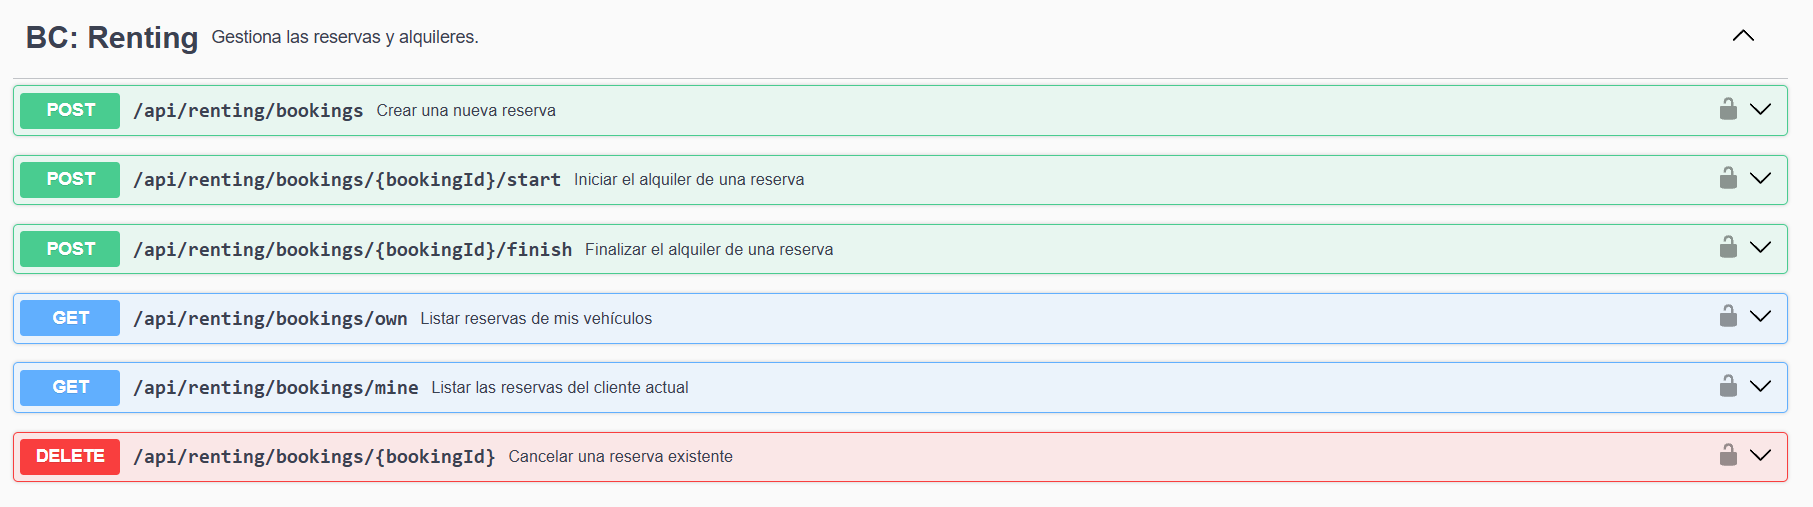 BC: Renting Gestiona las reservas y alquileres.
POST /api/renting/bookings Crear una nueva reserva
POST /api/renting/bookings/{bookingId}/start Iniciar el alquiler de una reserva
POST /api/renting/bookings/{bookingId}/finish Finalizar el alquiler de una reserva
GET /api/renting/bookings/own Listar reservas de mis vehículos
GET /api/renting/bookings/mine Listar las reservas del cliente actual
DELETE /api/renting/bookings/{bookingId} Cancelar una reserva existente